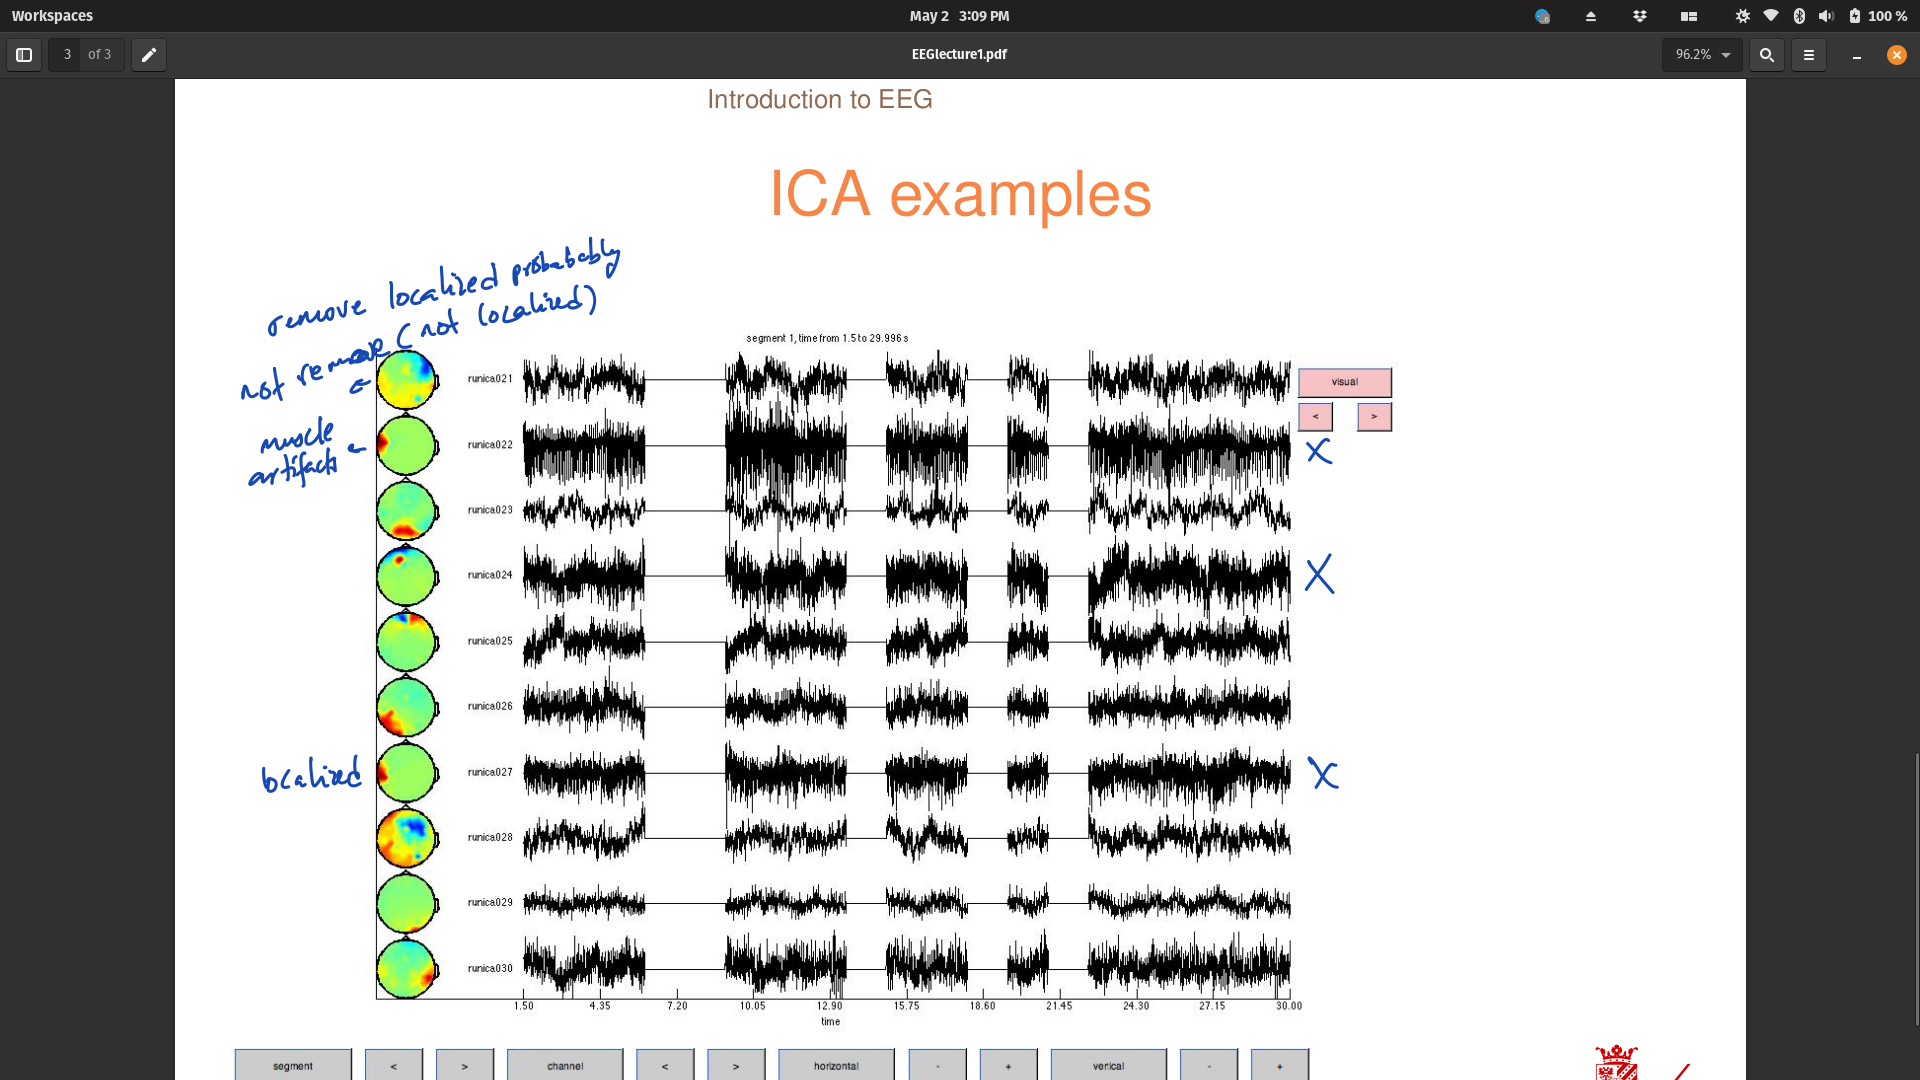 Workspaces
May 2 3:09 PM
100 %
3 of 3
EEGlecture1.pdf
96.2%
Introduction to EEG
ICA examples
remove localized probabably
not remove (not localized)
segment 1, time from 1.5 to 29.996 s
runica021
visual
< >
muscle
artifacts
runica022
X
runica023
runica024
X
runica025
runica026
localized
runica027
X
runica028
runica029
runica030
1.50 4.35 7.20 10.05 12.90 15.75 18.60 21.45 24.30 27.15 30.00
time
segment < > channel < > horizontal - + vertical - +